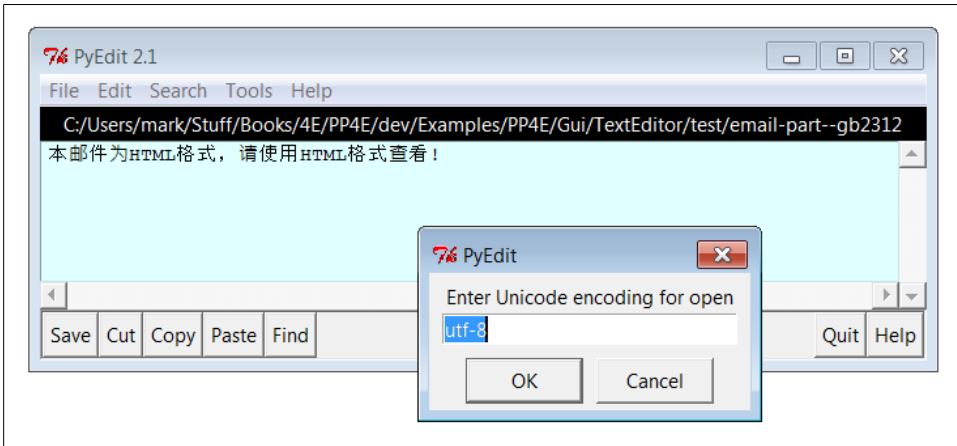 PyEdit 2.1
File Edit Search Tools Help
C:/Users/mark/Stuff/Books/4E/PP4E/dev/Examples/PP4E/Gui/TextEditor/test/email-part--gb2312
本邮件为HTML格式，请使用HTML格式查看！
PyEdit
Enter Unicode encoding for open
utf-8
OK Cancel
Save Cut Copy Paste Find Quit Help